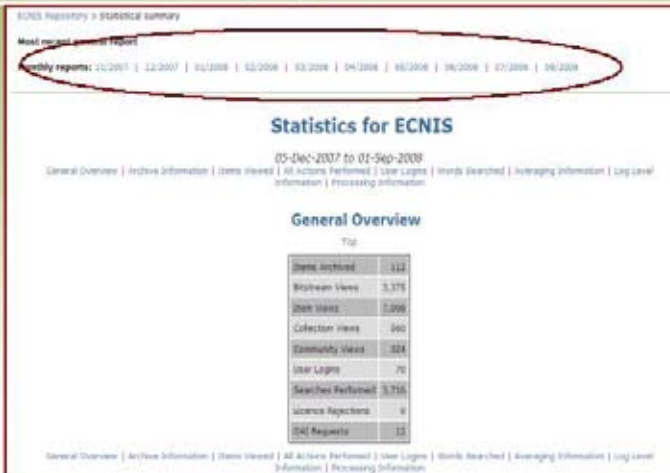 ECNIS Repository > Statistical summary
Most recent general report
Monthly reports: 11/2007 | 12/2007 | 01/2008 | 02/2008 | 03/2008 | 04/2008 | 05/2008 | 06/2008 | 07/2008 | 08/2008
Statistics for ECNIS
05-Dec-2007 to 01-Sep-2008
General Overview | Archive Information | Items Viewed | All Actions Performed | User Logins | Words Searched | Averaging Information | Log Level
Information | Processing Information
General Overview
Top
Items Archived 112
Bitstream Views 3,375
Item Views
Collection Views
Community Views 324
User Logins 70
Searches Performed
Licence Rejections
OAI Requests
General Overview | Archive Information | Items Viewed | All Actions Performed | User Logins | Words Searched | Averaging Information | Log Level
Information | Processing Information